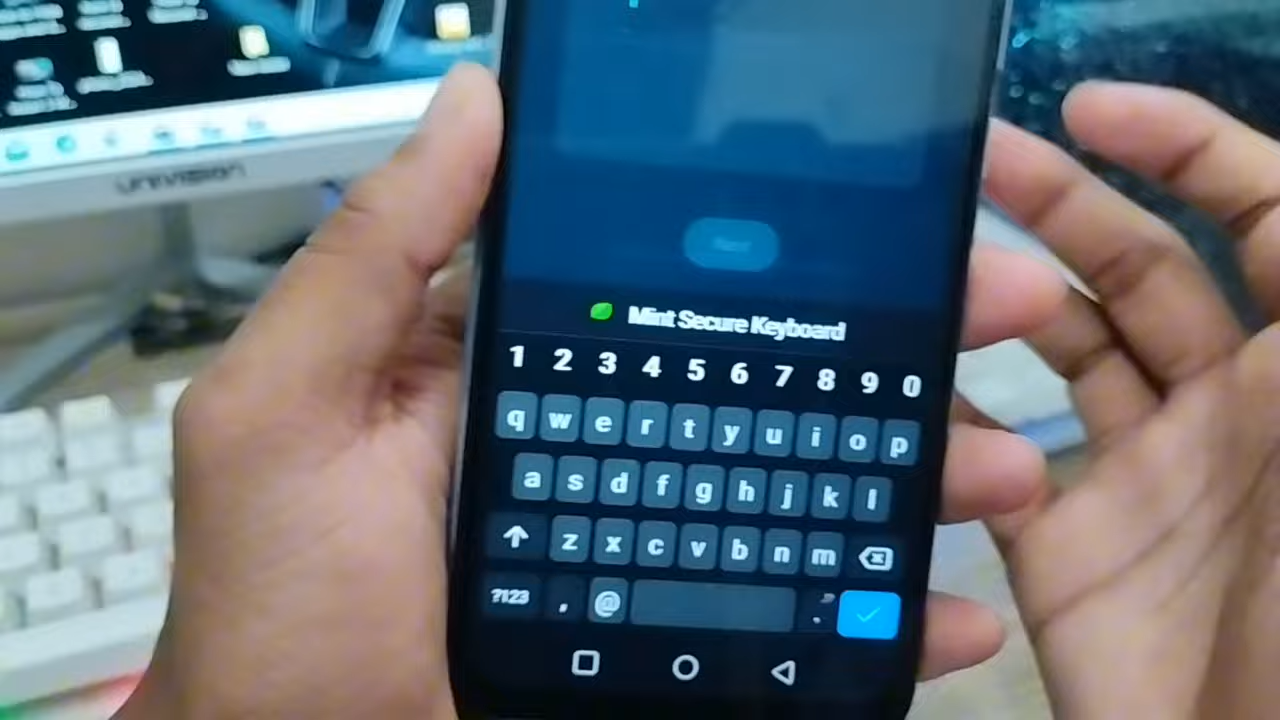 univision
Mint Secure Keyboard
1 2 3 4 5 6 7 8 9 0
q w e r t y u i o p
a s d f g h j k l
z x c v b n m
?123 , @ .